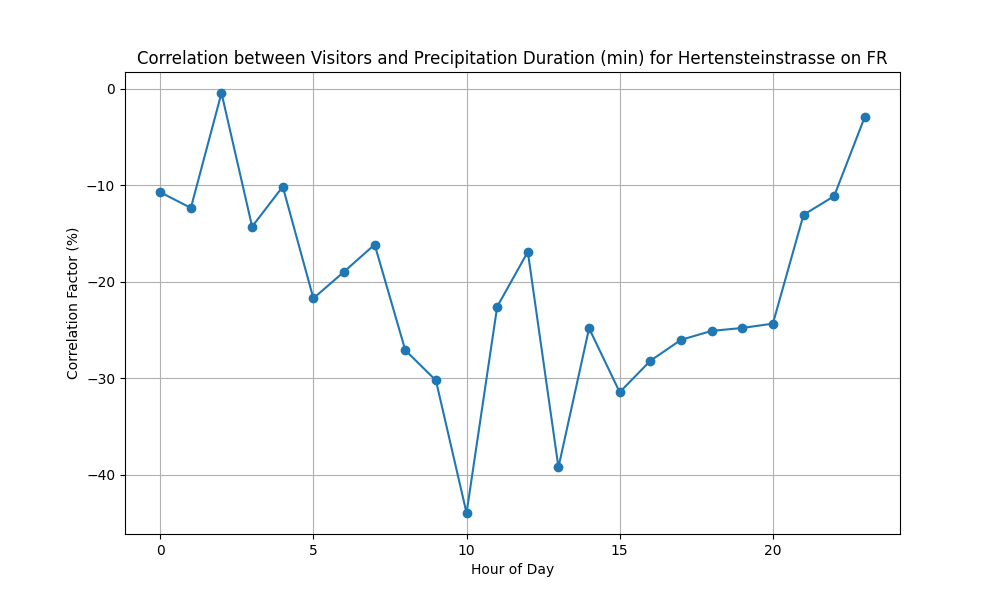 Correlation between Visitors and Precipitation Duration (min) for Hertensteinstrasse on FR
Correlation Factor (%)
0
−10
−20
−30
−40
0 5 10 15 20
Hour of Day